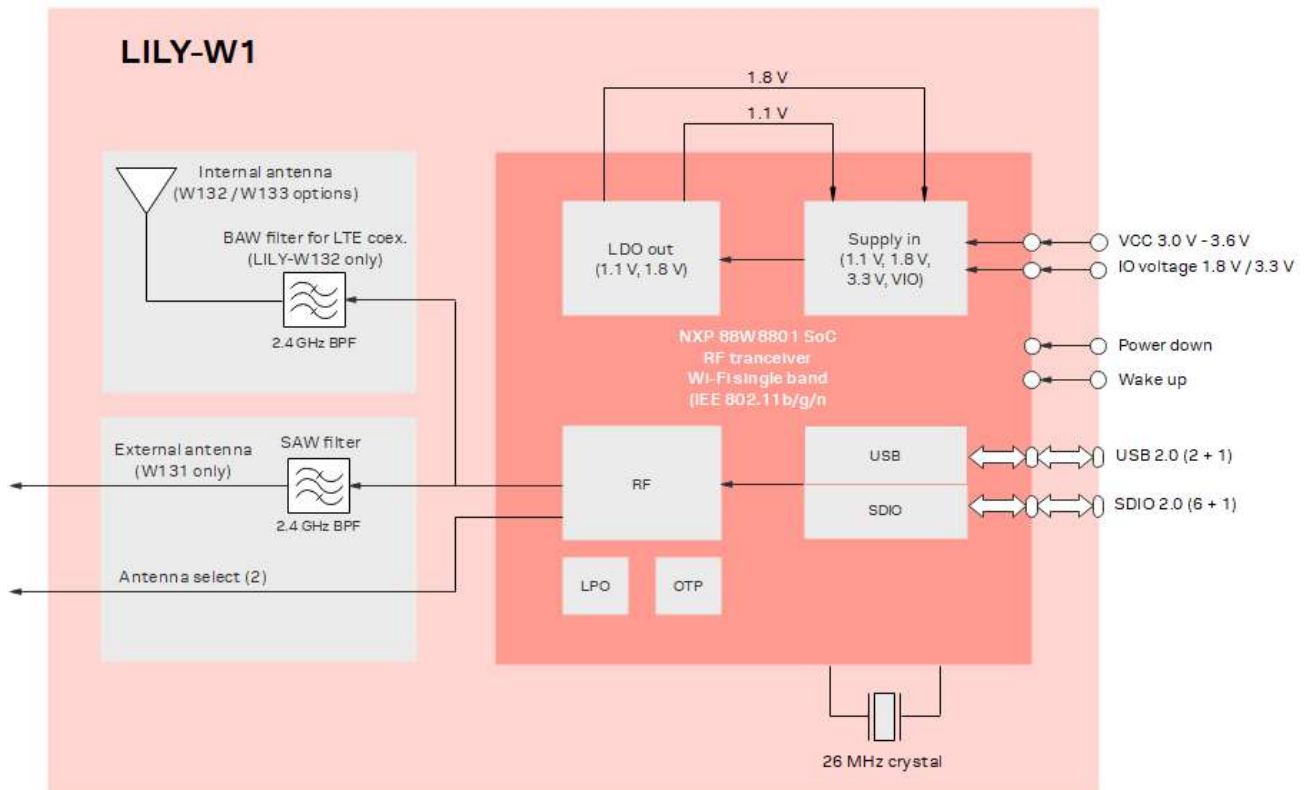 LILY-W1
1.8 V
1.1 V
Internal antenna
(W132 / W133 options)
BAW filter for LTE coex.
(LILY-W132 only)
2.4 GHz BPF
LDO out
(1.1 V, 1.8 V)
Supply in
(1.1 V, 1.8 V,
3.3 V, VIO)
VCC 3.0 V - 3.6 V
IO voltage 1.8 V / 3.3 V
NXP 88W8801 SoC
RF tranceiver
Wi-Fi single band
(IEE 802.11b/g/n
Power down
Wake up
External antenna
(W131 only)
SAW filter
2.4 GHz BPF
RF
USB
SDIO
USB 2.0 (2 + 1)
SDIO 2.0 (6 + 1)
Antenna select (2)
LPO
OTP
26 MHz crystal